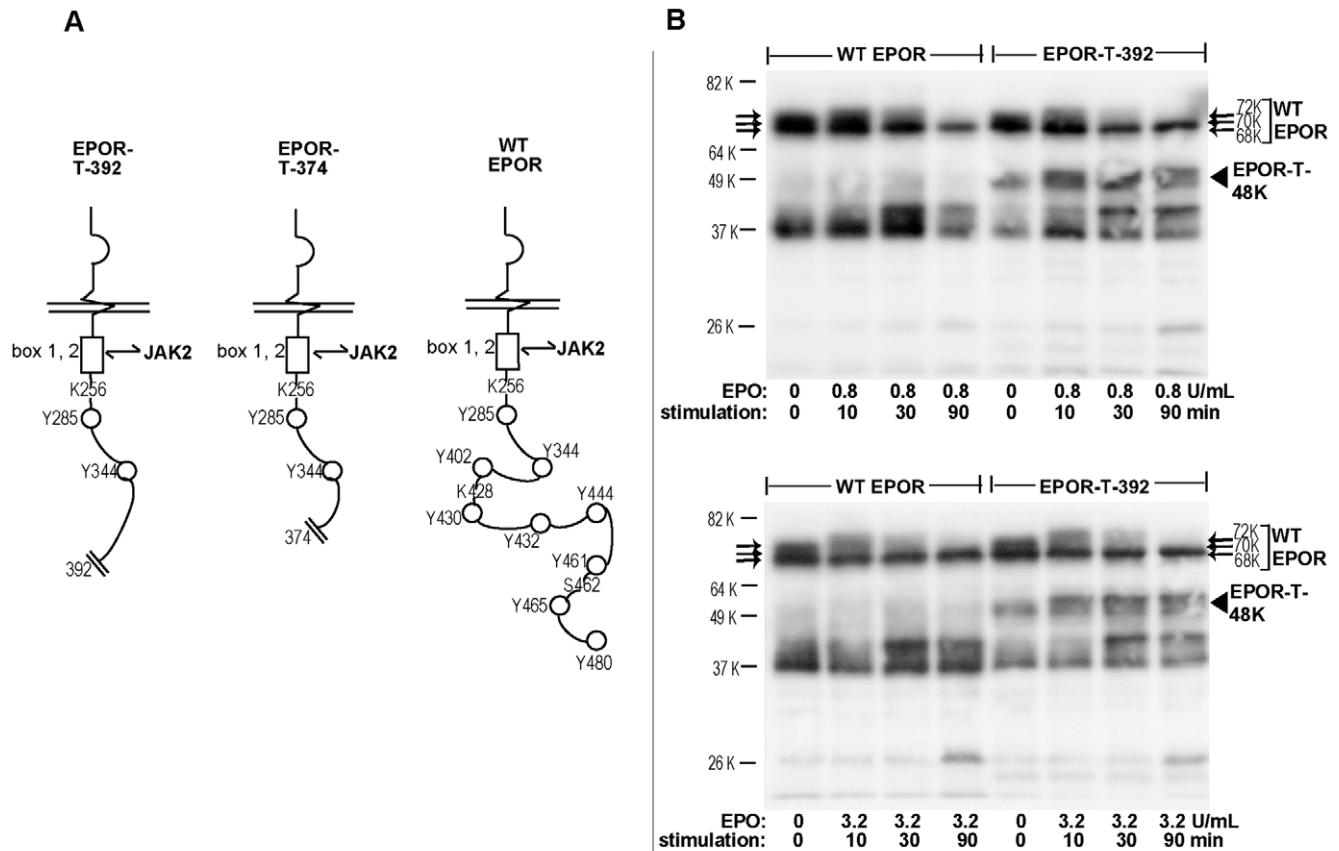 A
EPOR-
T-392
EPOR-
T-374
WT
EPOR
box 1, 2
JAK2
box 1, 2
JAK2
box 1, 2
JAK2
K256
K256
K256
Y285
Y285
Y285
Y344
Y344
Y402
Y344
K428
Y430
Y432
Y444
392
374
Y461
S462
Y465
Y480
B
WT EPOR
EPOR-T-392
82 K
64 K
49 K
37 K
26 K
72K
70K
68K
WT
EPOR
EPOR-T-
48K
EPO: 0 0.8 0.8 0.8 0 0.8 0.8 0.8 U/mL
stimulation: 0 10 30 90 0 10 30 90 min
WT EPOR
EPOR-T-392
82 K
64 K
49 K
37 K
26 K
72K
70K
68K
WT
EPOR
EPOR-T-
48K
EPO: 0 3.2 3.2 3.2 0 3.2 3.2 3.2 U/mL
stimulation: 0 10 30 90 0 10 30 90 min